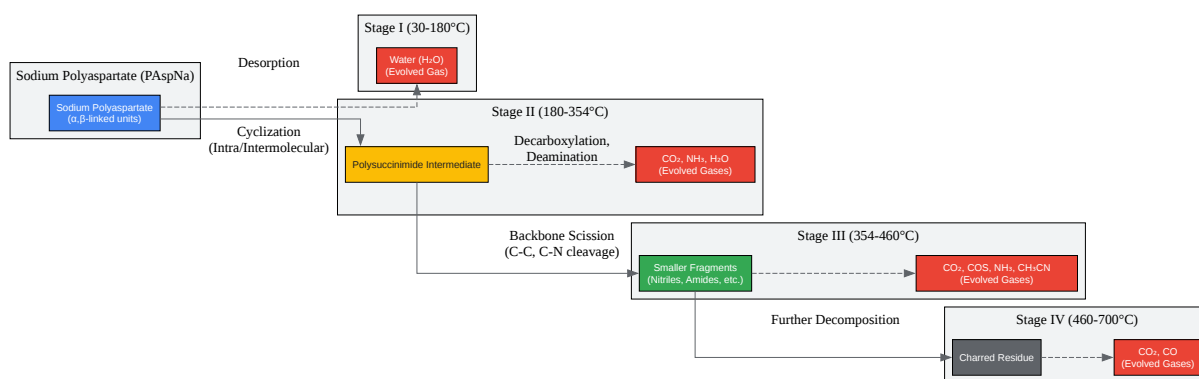 Stage I (30-180°C)
Water (H₂O)
(Evolved Gas)
Desorption
Sodium Polyaspartate (PAspNa)
Sodium Polyaspartate
(α,β-linked units)
Cyclization
(Intra/Intermolecular)
Stage II (180-354°C)
Polysuccinimide Intermediate
Decarboxylation,
Deamination
CO₂, NH₃, H₂O
(Evolved Gases)
Backbone Scission
(C-C, C-N cleavage)
Stage III (354-460°C)
Smaller Fragments
(Nitriles, Amides, etc.)
CO₂, COS, NH₃, CH₃CN
(Evolved Gases)
Further Decomposition
Stage IV (460-700°C)
Charred Residue
CO₂, CO
(Evolved Gases)